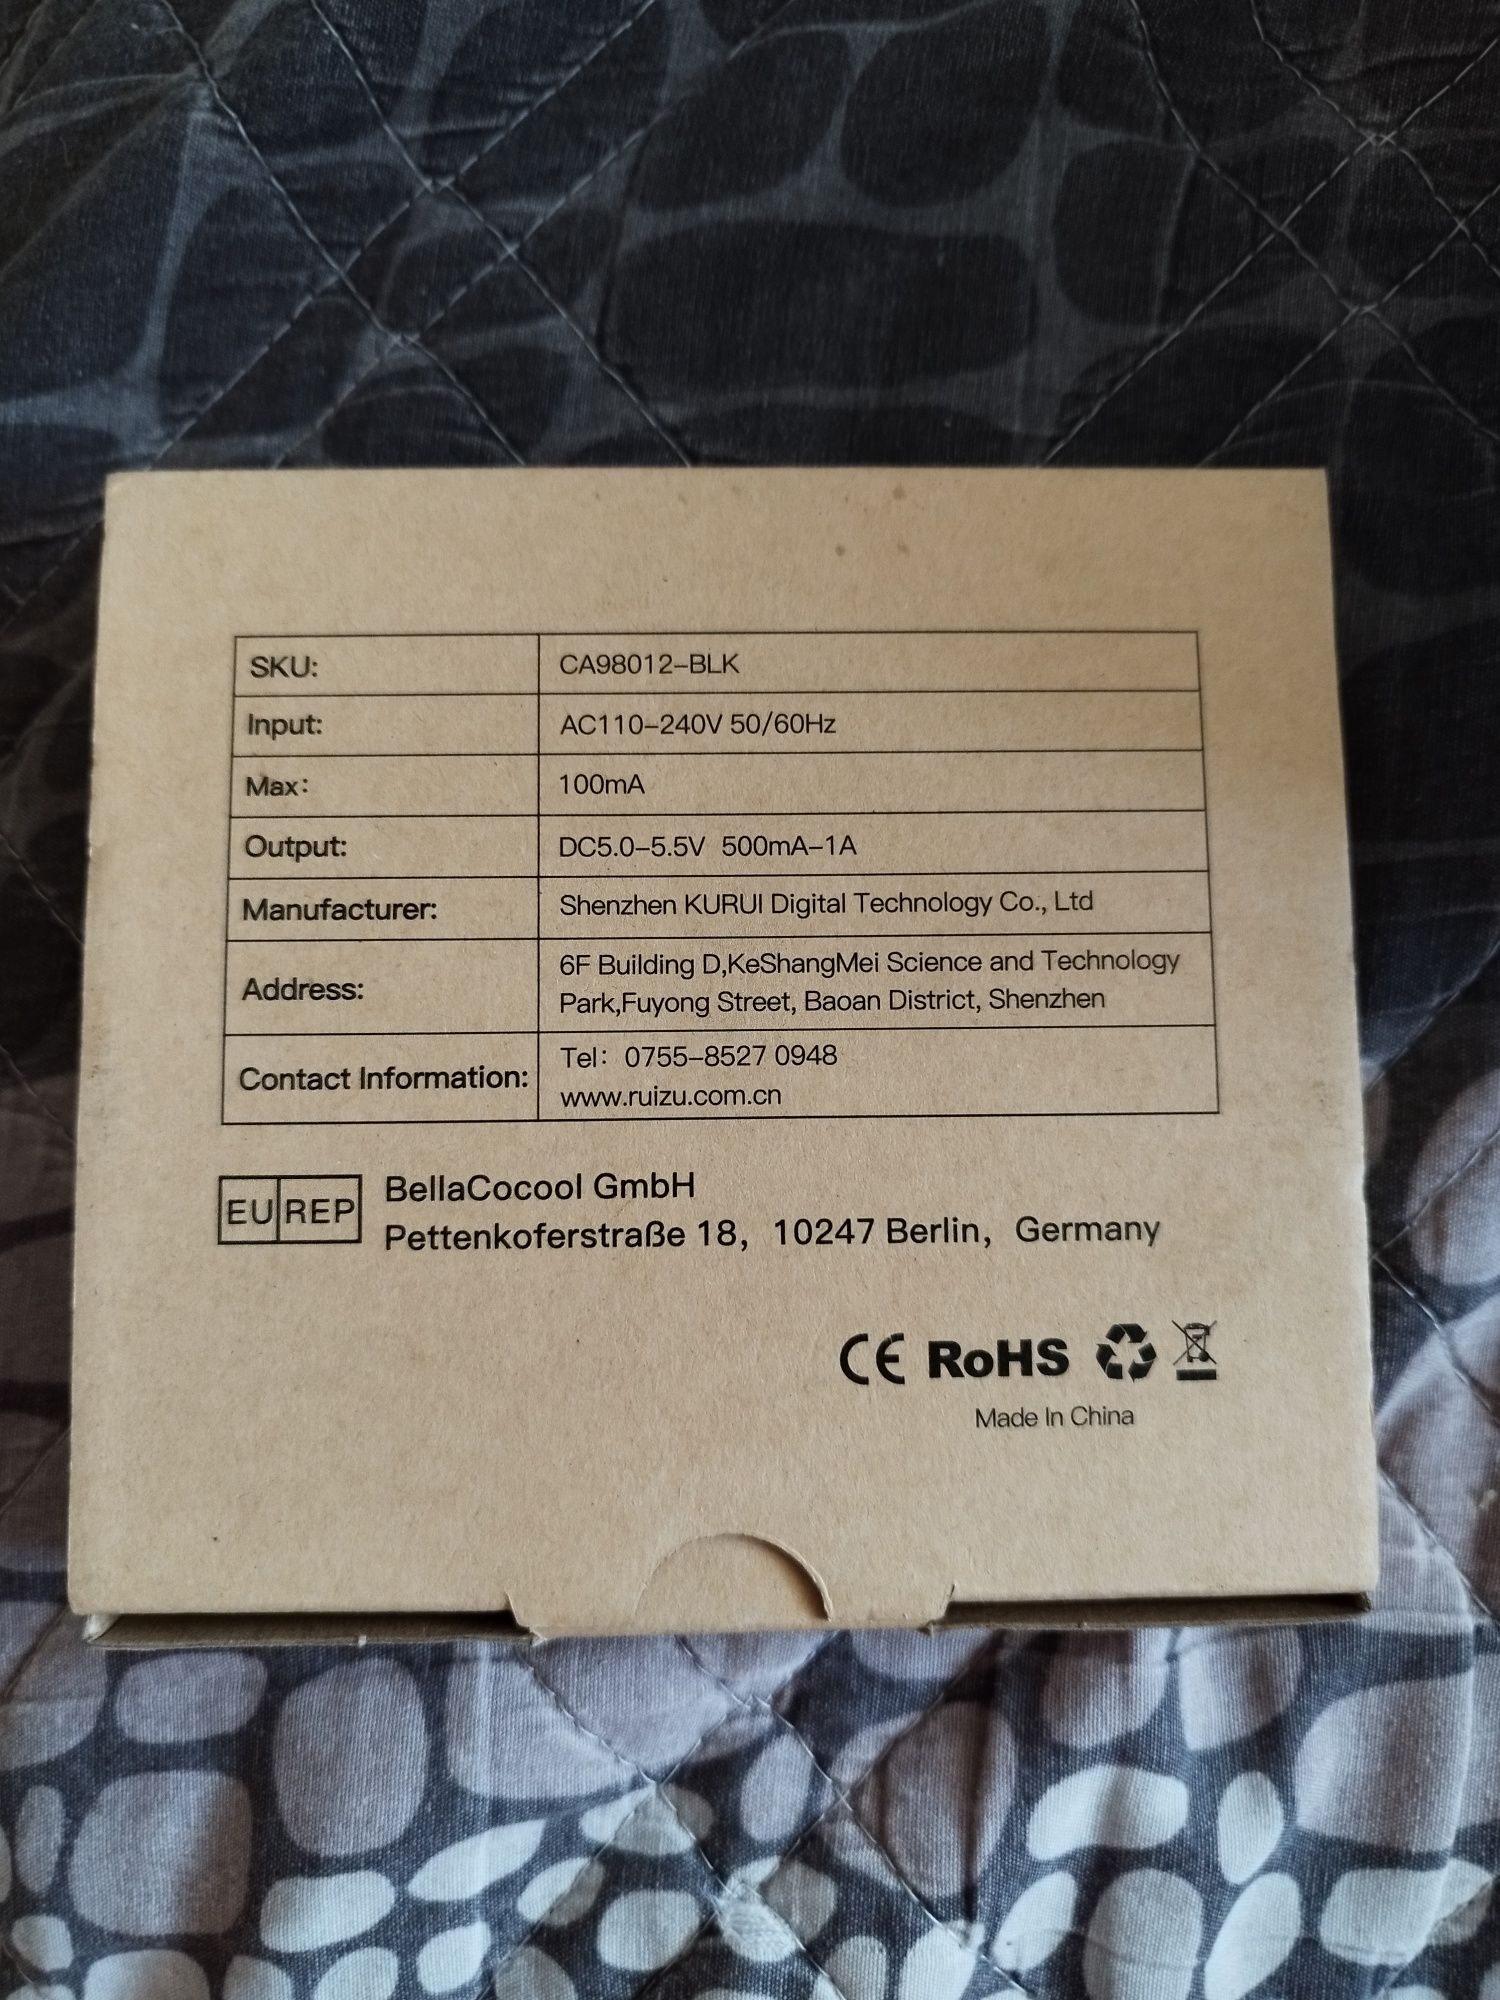 SKU: CA98012-BLK
Input: AC110-240V 50/60Hz
Max: 100mA
Output: DC5.0-5.5V 500mA-1A
Manufacturer: Shenzhen KURUI Digital Technology Co., Ltd
Address: 6F Building D,KeShangMei Science and Technology
Park,Fuyong Street, Baoan District, Shenzhen
Contact Information: Tel: 0755-8527 0948
www.ruizu.com.cn
EU REP BellaCocool GmbH
Pettenkoferstraße 18, 10247 Berlin, Germany
CE RoHS
Made In China